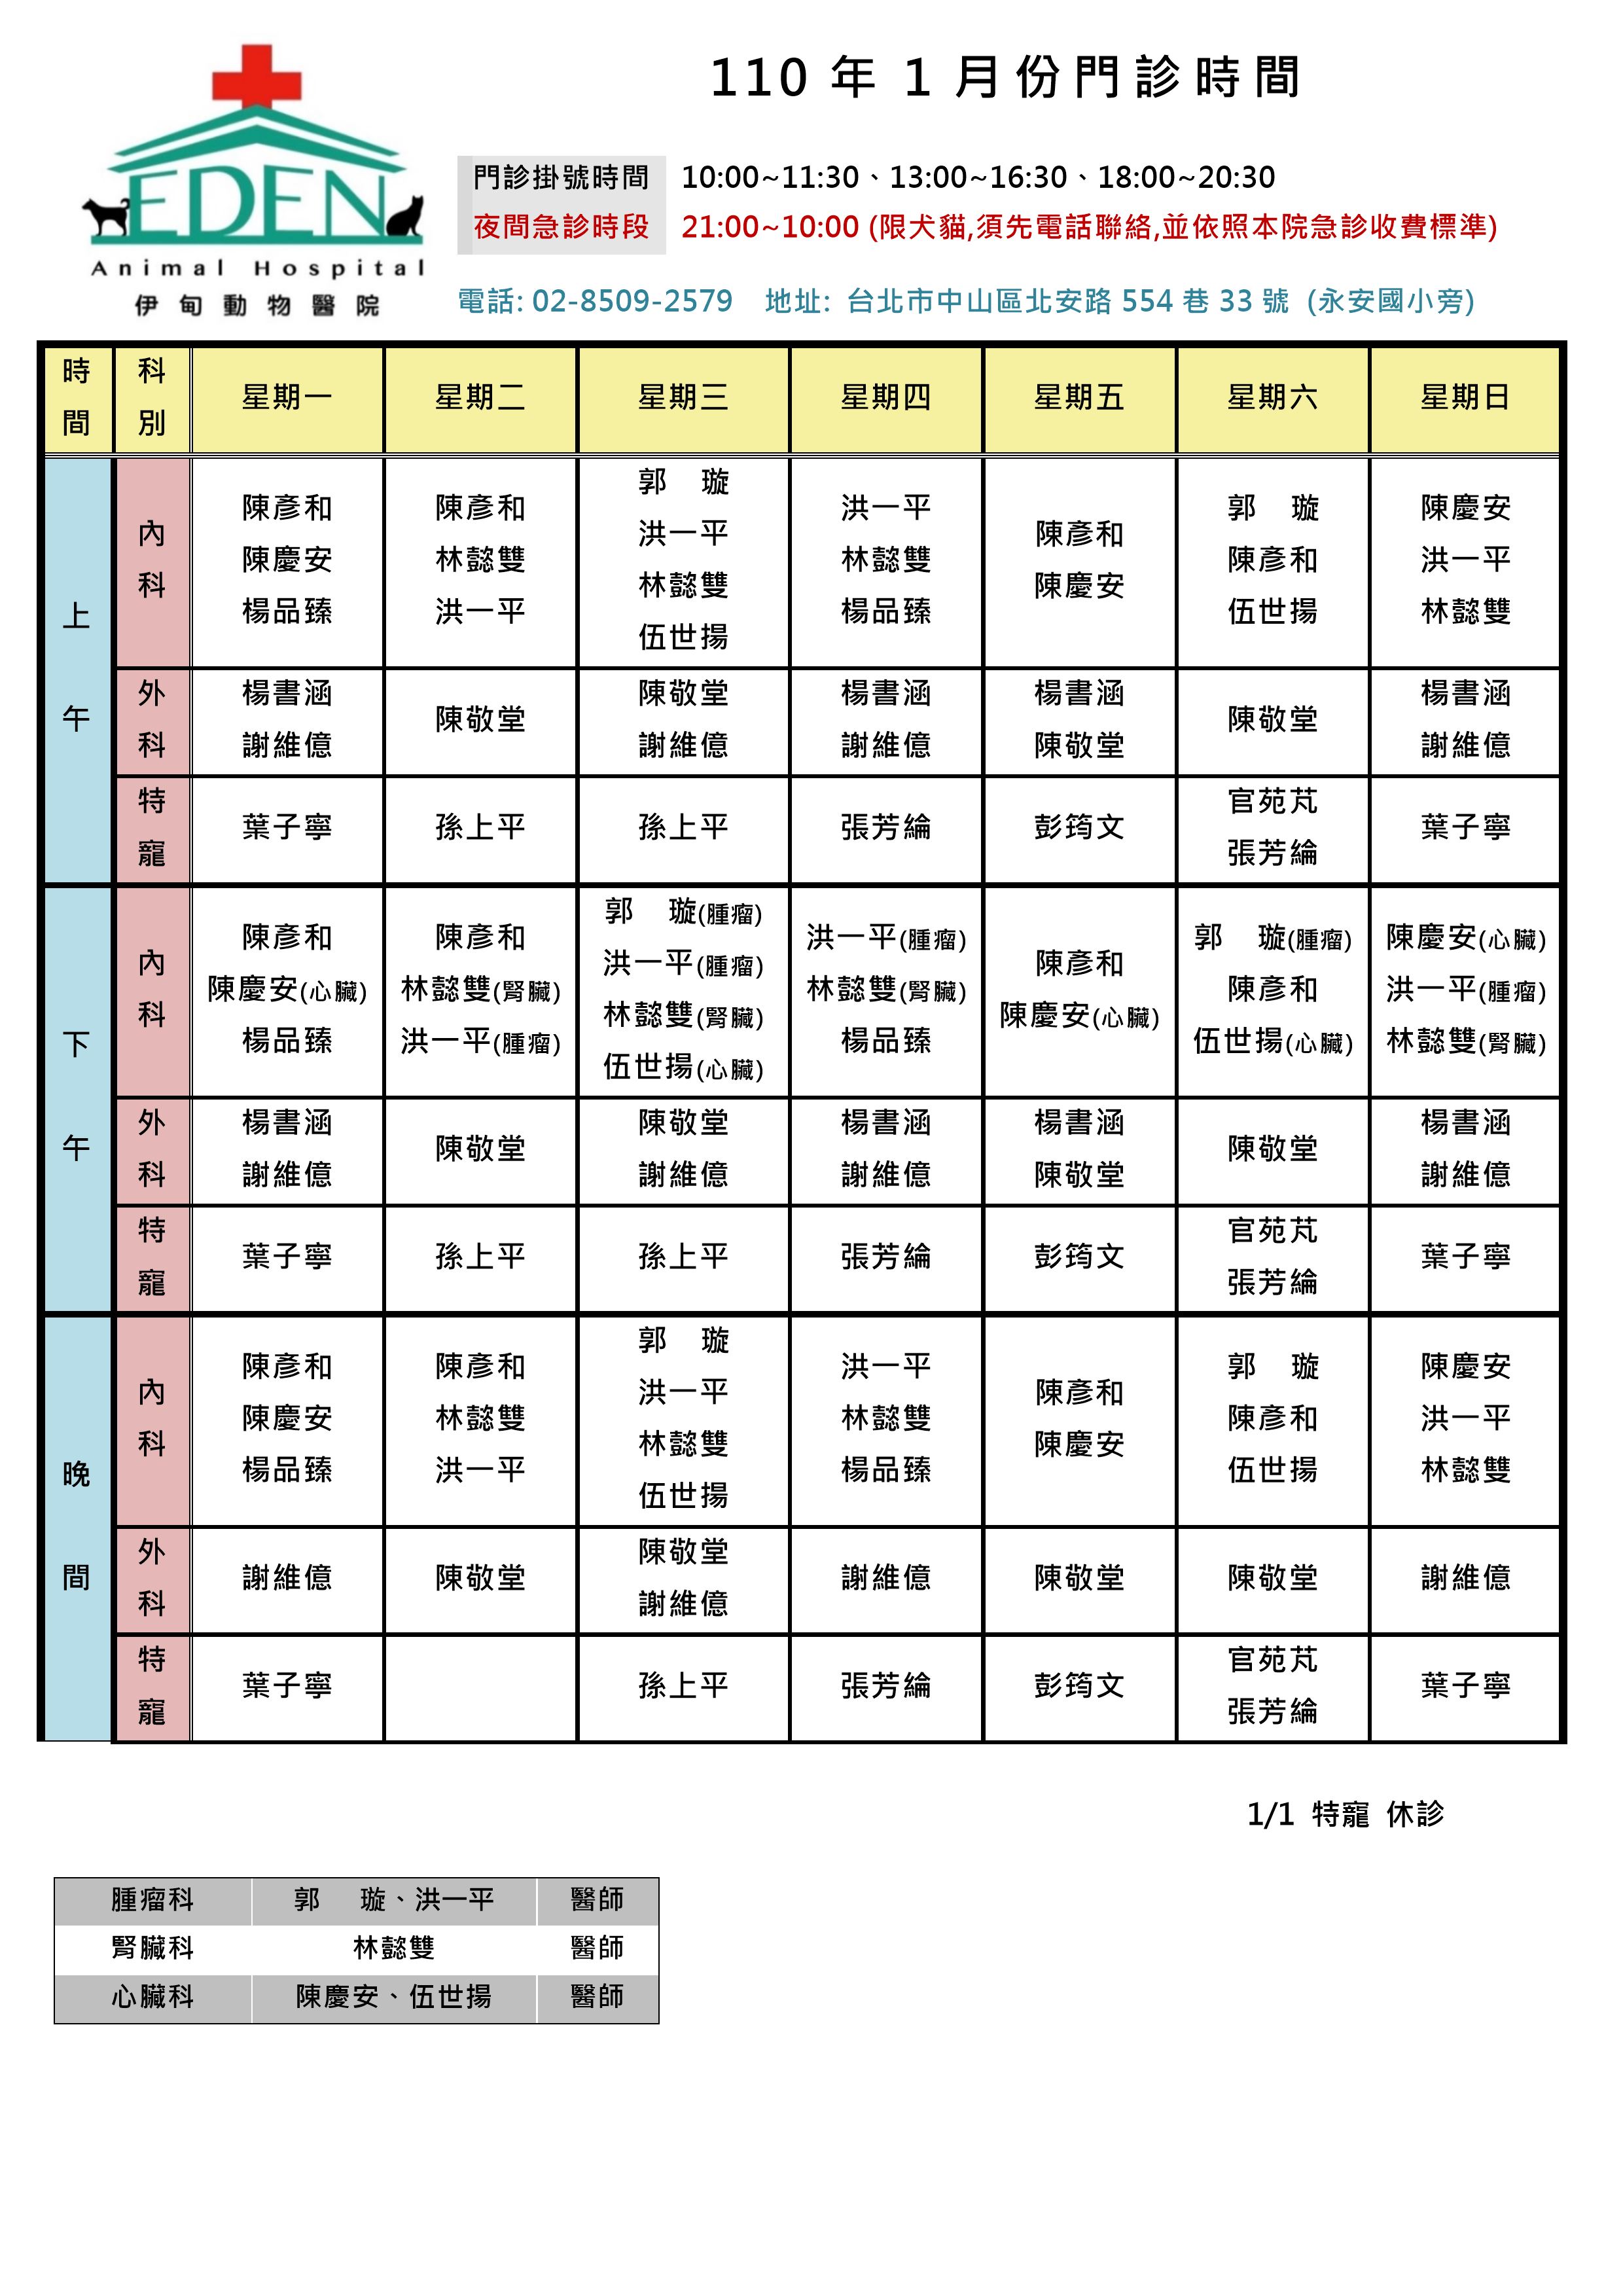 110 年 1 月份門診時間
門診掛號時間 10:00~11:30、13:00~16:30、18:00~20:30
夜間急診時段 21:00~10:00 (限犬貓,須先電話聯絡,並依照本院急診收費標準)
EDEN
Animal Hospital
伊甸動物醫院
電話: 02-8509-2579 地址: 台北市中山區北安路 554 巷 33 號 (永安國小旁)
時間 科別 星期一 星期二 星期三 星期四 星期五 星期六 星期日
上午
內科
陳彥和 陳慶安 楊品臻
陳彥和 林懿雙 洪一平
郭 璇 洪一平 林懿雙 伍世揚
洪一平 林懿雙 楊品臻
陳彥和 陳慶安
郭 璇 陳彥和 伍世揚
陳慶安 洪一平 林懿雙
外科
楊書涵 謝維億
陳敬堂
陳敬堂 謝維億
楊書涵 謝維億
楊書涵 陳敬堂
陳敬堂
楊書涵 謝維億
特寵
葉子寧
孫上平
孫上平
張芳綸
彭筠文
官苑芃 張芳綸
葉子寧
下午
內科
陳彥和 陳慶安(心臟) 楊品臻
陳彥和 林懿雙(腎臟) 洪一平(腫瘤)
郭 璇(腫瘤) 洪一平(腫瘤) 林懿雙(腎臟) 伍世揚(心臟)
洪一平(腫瘤) 林懿雙(腎臟) 楊品臻
陳彥和 陳慶安(心臟)
郭 璇(腫瘤) 陳彥和 伍世揚(心臟)
陳慶安(心臟) 洪一平(腫瘤) 林懿雙(腎臟)
外科
楊書涵 謝維億
陳敬堂
陳敬堂 謝維億
楊書涵 謝維億
楊書涵 陳敬堂
陳敬堂
楊書涵 謝維億
特寵
葉子寧
孫上平
孫上平
張芳綸
彭筠文
官苑芃 張芳綸
葉子寧
晚間
內科
陳彥和 陳慶安 楊品臻
陳彥和 林懿雙 洪一平
郭 璇 洪一平 林懿雙 伍世揚
洪一平 林懿雙 楊品臻
陳彥和 陳慶安
郭 璇 陳彥和 伍世揚
陳慶安 洪一平 林懿雙
外科
謝維億
陳敬堂
陳敬堂 謝維億
謝維億
陳敬堂
陳敬堂
謝維億
特寵
葉子寧
孫上平
張芳綸
彭筠文
官苑芃 張芳綸
葉子寧
1/1 特寵 休診
腫瘤科 郭 璇、洪一平 醫師
腎臟科 林懿雙 醫師
心臟科 陳慶安、伍世揚 醫師